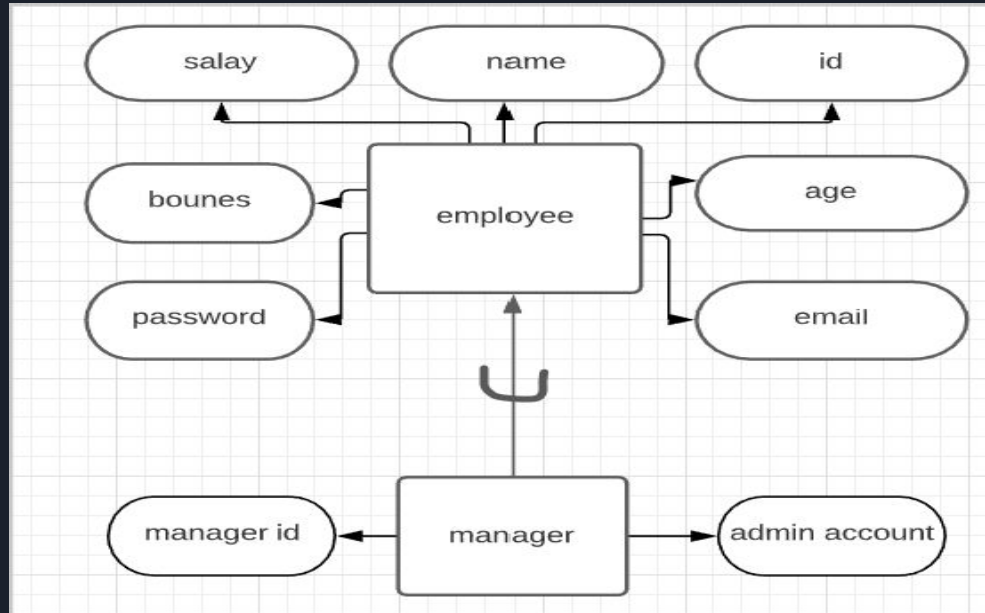 salay
name
id
bounes
employee
age
password
email
manager id
manager
admin account